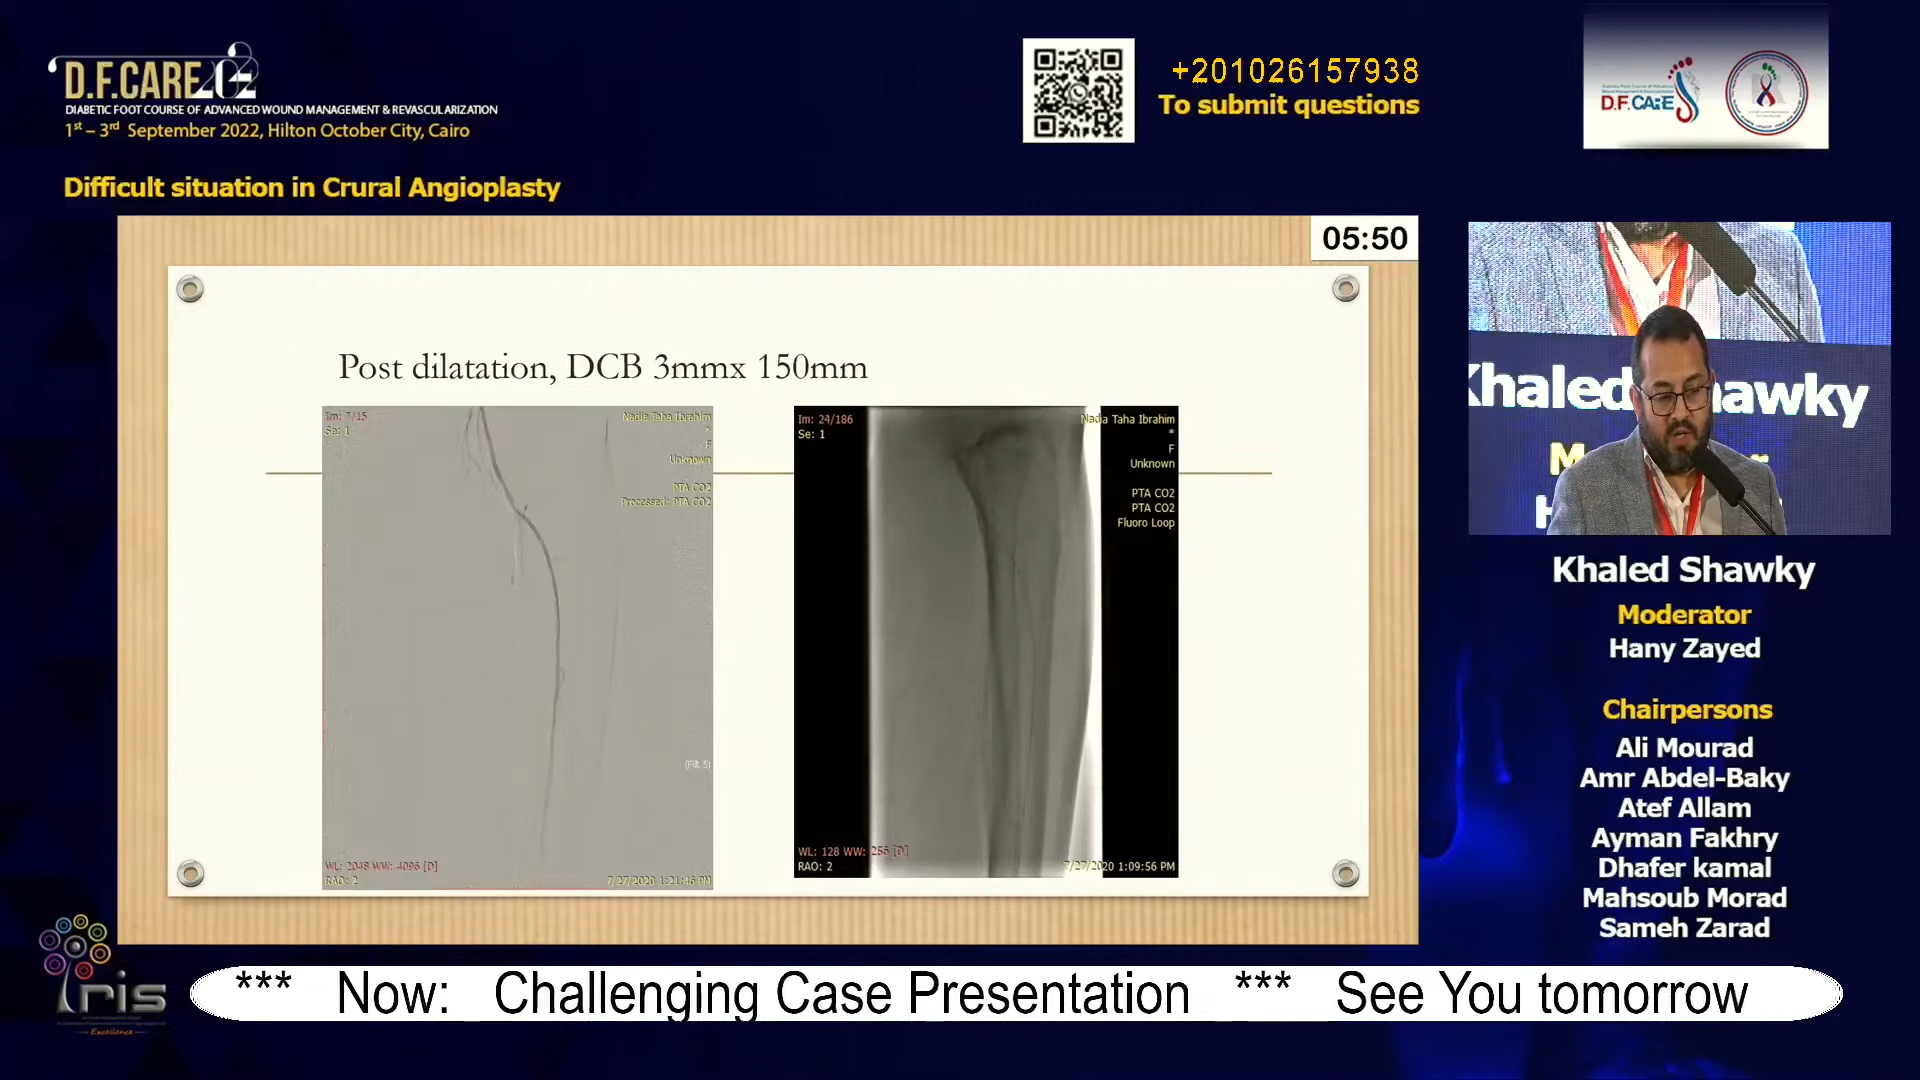 D.F.CARE
DIABETIC FOOT COURSE OF ADVANCED WOUND MANAGEMENT & REVASCULARIZATION
1st – 3rd September 2022, Hilton October City, Cairo
+201026157938
To submit questions
D.F.CARE
Difficult situation in Crural Angioplasty
05:50
Post dilatation, DCB 3mmx 150mm
Im: 7/15
Se: 1
Nadia Taha Ibrahim
*
F
Unknown
PTA CO2
Processed: PTA CO2
(Filt. 5)
WL: 2048 WW: 4096 [D]
RAO: 2
7/27/2020 1:21:46 PM
Im: 24/186
Se: 1
Nadia Taha Ibrahim
*
F
Unknown
PTA CO2
PTA CO2
Fluoro Loop
WL: 128 WW: 255 [D]
RAO: 2
7/27/2020 1:09:56 PM
Khaled Shawky
Moderator
Hany Zayed
Chairpersons
Ali Mourad
Amr Abdel-Baky
Atef Allam
Ayman Fakhry
Dhafer kamal
Mahsoub Morad
Sameh Zarad
Iris
Excellence
*** Now: Challenging Case Presentation *** See You tomorrow